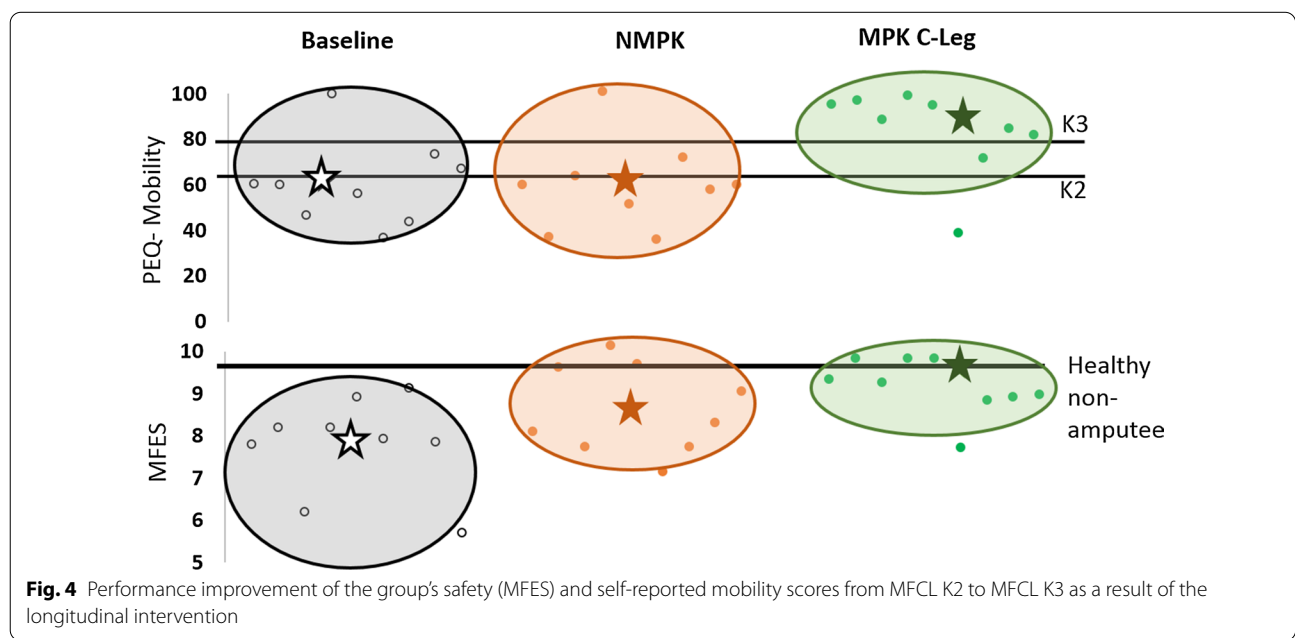 Baseline NMPK MPK C-Leg
PEQ- Mobility
100
80
60
40
20
0
K3
K2
MFES
10
9
8
7
6
5
Healthy
non-
amputee
Fig. 4 Performance improvement of the group's safety (MFES) and self-reported mobility scores from MFCL K2 to MFCL K3 as a result of the
longitudinal intervention